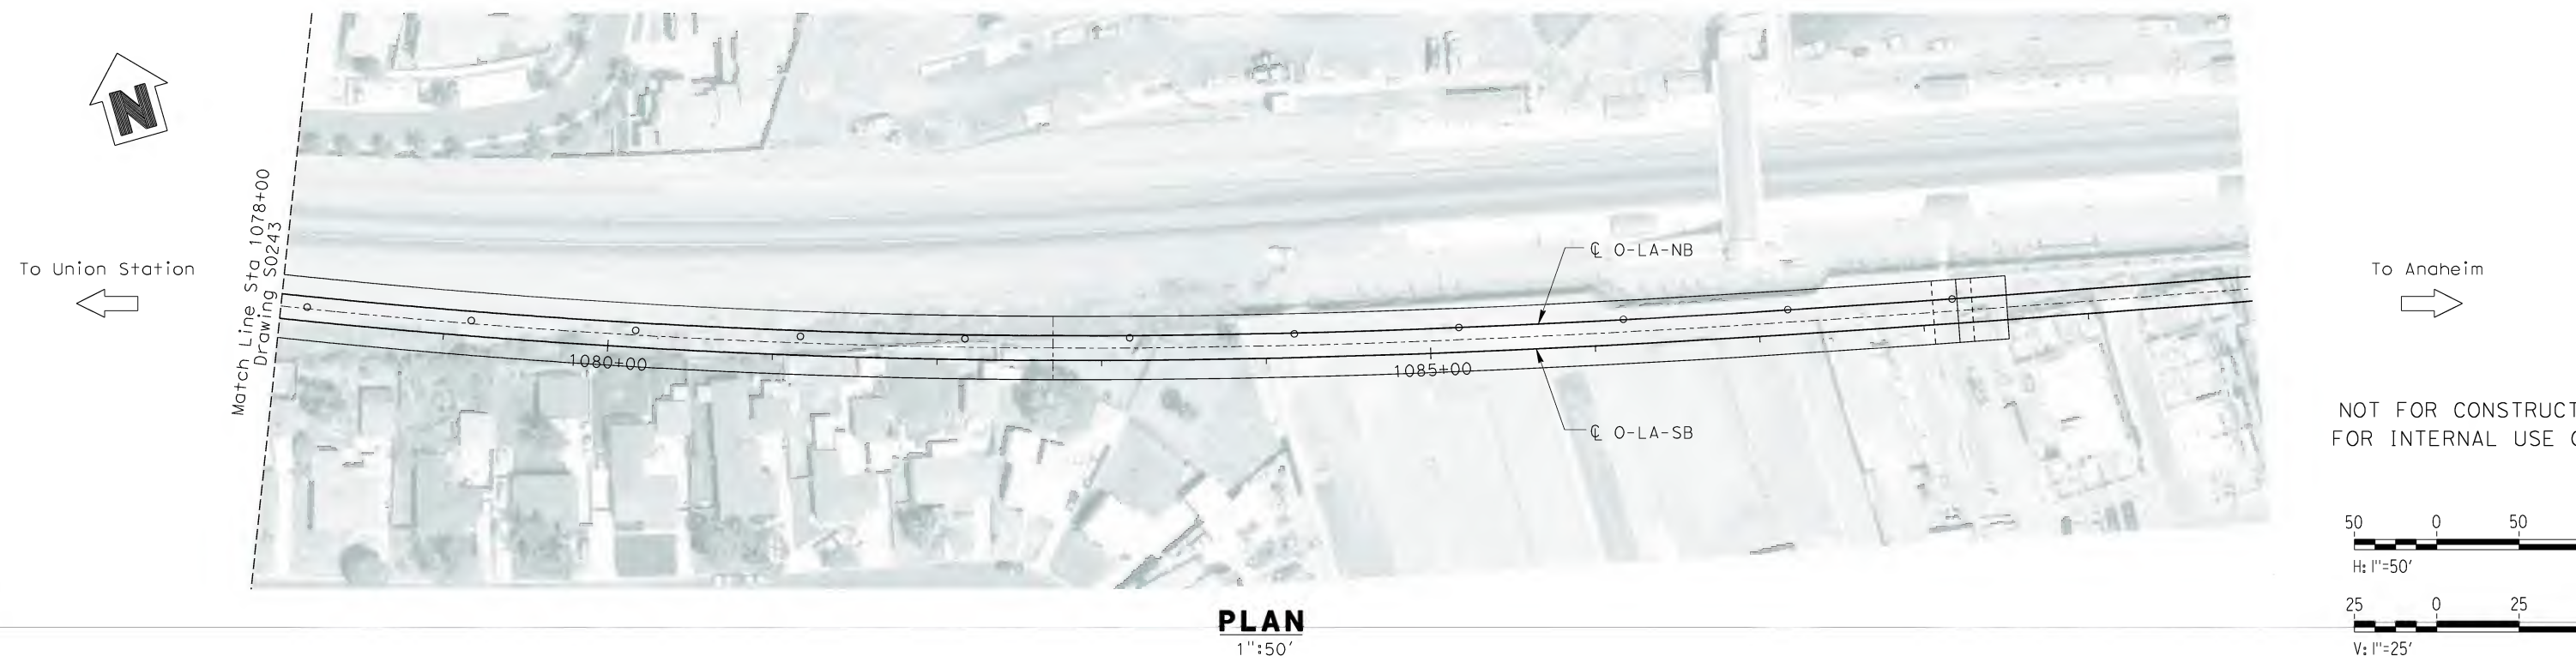 N
Match Line Sta 1078+00
Drawing S0243
To Union Station
℄ O-LA-NB
To Anaheim
1080+00
1085+00
℄ O-LA-SB
NOT FOR CONSTRUCT
FOR INTERNAL USE
50 0 50
H: 1"=50'
25 0 25
V: 1"=25'
PLAN
1":50'